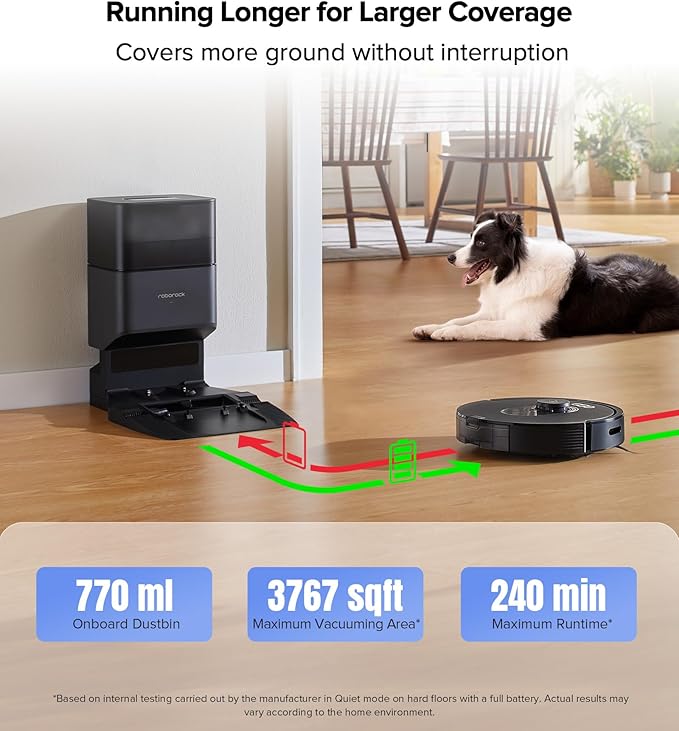 Running Longer for Larger Coverage
Covers more ground without interruption
roborock
770 ml
Onboard Dustbin
3767 sqft
Maximum Vacuuming Area*
240 min
Maximum Runtime*
*Based on internal testing carried out by the manufacturer in Quiet mode on hard floors with a full battery. Actual results may
vary according to the home environment.